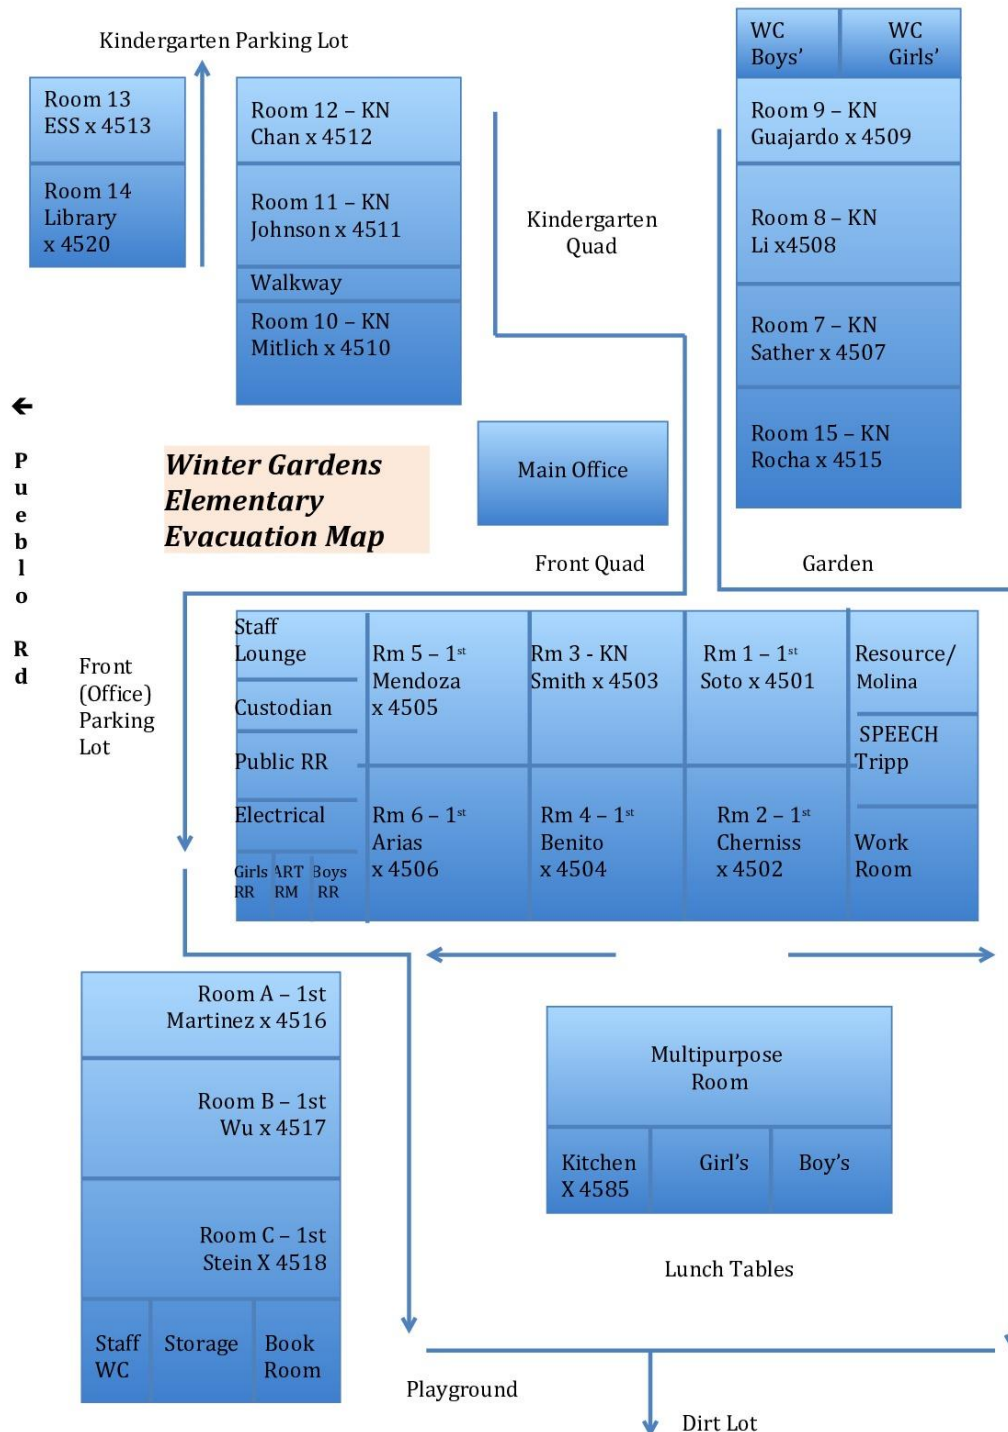 Kindergarten Parking Lot
WC
Boys’
WC
Girls’
Room 13
ESS x 4513
Room 14
Library
x 4520
Room 12 – KN
Chan x 4512
Room 11 – KN
Johnson x 4511
Walkway
Room 10 – KN
Mitlich x 4510
Kindergarten
Quad
Room 9 – KN
Guajardo x 4509
Room 8 – KN
Li x4508
Room 7 – KN
Sather x 4507
Room 15 – KN
Rocha x 4515
← Pueblo Rd
Winter Gardens
Elementary
Evacuation Map
Main Office
Front Quad
Garden
Front
(Office)
Parking
Lot
Staff
Lounge
Custodian
Public RR
Electrical
Girls
RR
ART
RM
Boys
RR
Rm 5 – 1st
Mendoza
x 4505
Rm 3 - KN
Smith x 4503
Rm 1 – 1st
Soto x 4501
Resource/
Molina
SPEECH
Tripp
Rm 6 – 1st
Arias
x 4506
Rm 4 – 1st
Benito
x 4504
Rm 2 – 1st
Cherniss
x 4502
Work
Room
Room A – 1st
Martinez x 4516
Room B – 1st
Wu x 4517
Room C – 1st
Stein X 4518
Staff
WC
Storage
Book
Room
Multipurpose
Room
Kitchen
X 4585
Girl’s
Boy’s
Lunch Tables
Playground
Dirt Lot